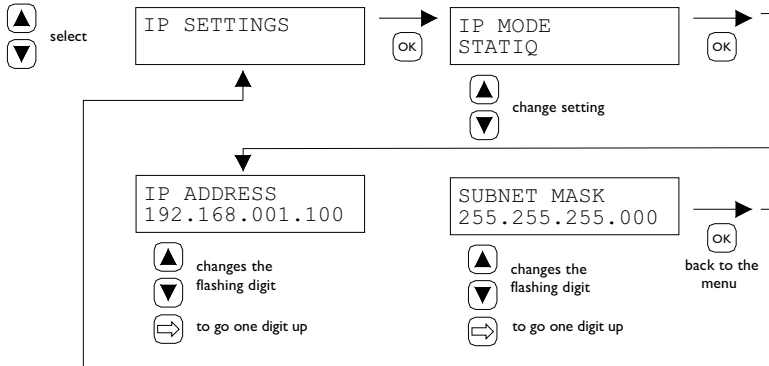 select
IP SETTINGS
OK
IP MODE
STATIQ
OK
change setting
IP ADDRESS
192.168.001.100
changes the
flashing digit
to go one digit up
SUBNET MASK
255.255.255.000
changes the
flashing digit
to go one digit up
OK
back to the
menu